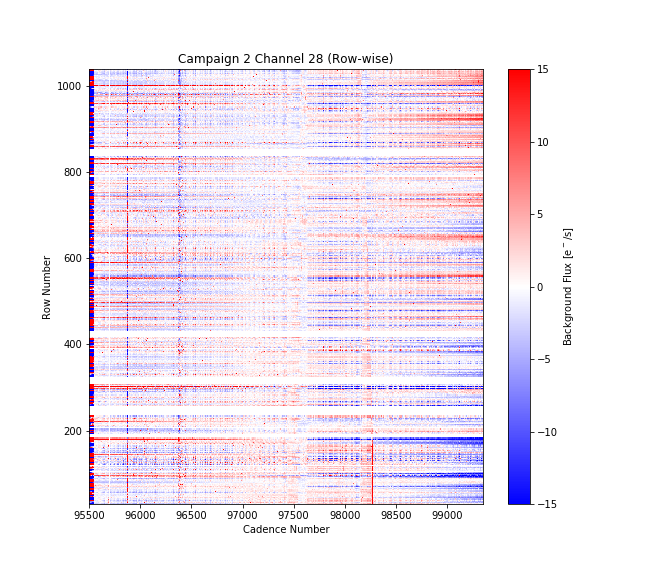 Campaign 2 Channel 28 (Row-wise)
1000
800
600
400
200
Row Number
95500 96000 96500 97000 97500 98000 98500 99000
Cadence Number
15
10
5
0
−5
−10
−15
Background Flux [e⁻/s]